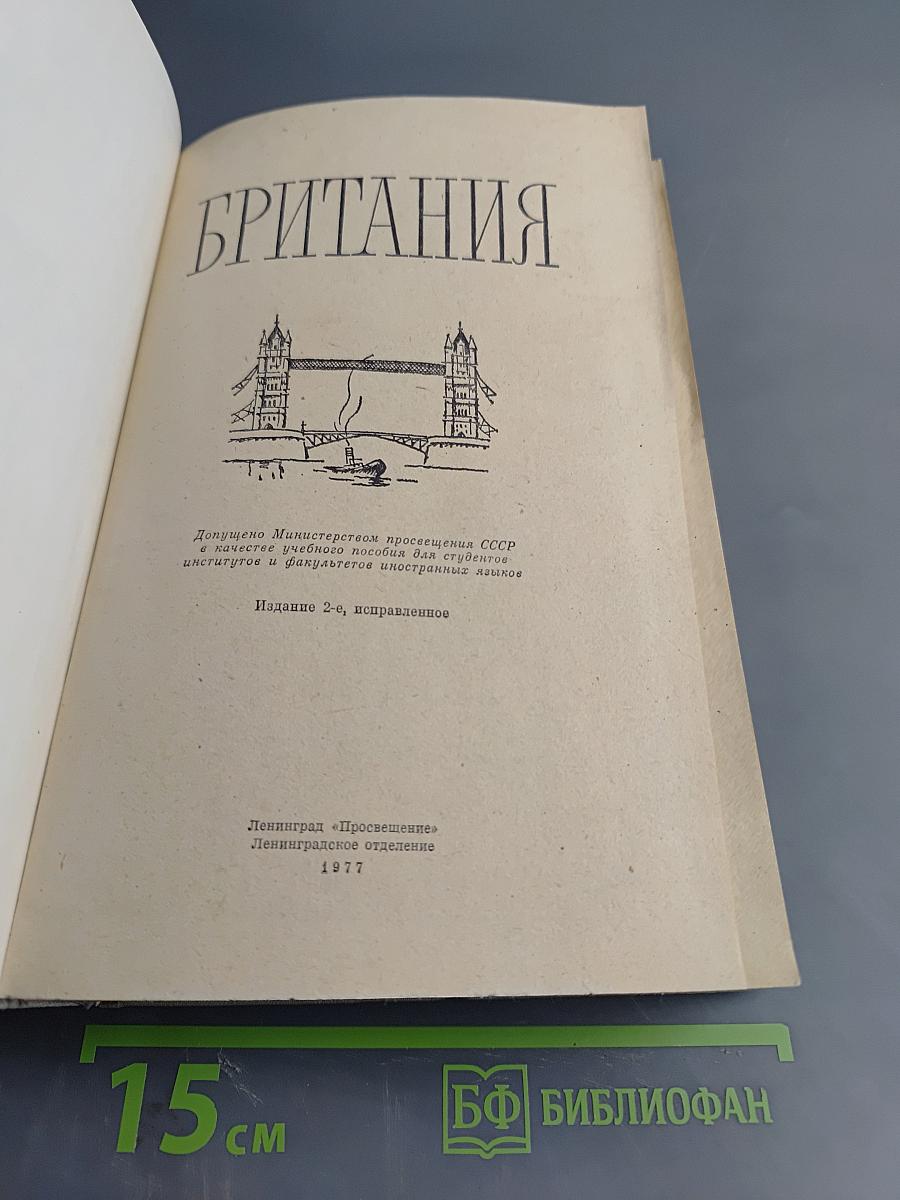 БРИТАНИЯ
Допущено Министерством просвещения СССР
в качестве учебного пособия для студентов
институтов и факультетов иностранных языков
Издание 2-е, исправленное
Ленинград «Просвещение»
Ленинградское отделение
1977
15 см
БФ БИБЛИОФАН